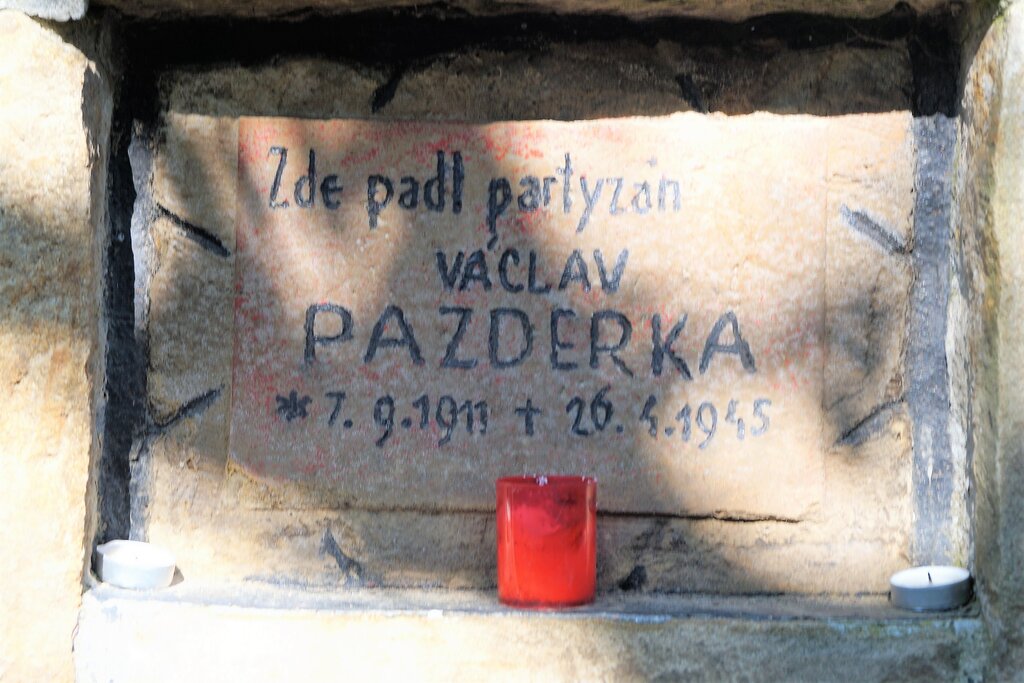 Zde padl partyzán
VÁCLAV
PAZDERKA
* 7. 9.1911 + 26. 4.1945